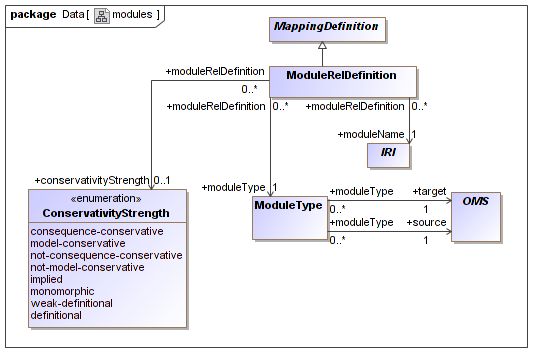 package Data[ modules ]
MappingDefinition
ModuleRelDefinition
+moduleRelDefinition
0..*
+moduleRelDefinition 0..*
+moduleRelDefinition 0..*
+moduleName 1
IRI
+conservativityStrength 0..1
+moduleType 1
«enumeration»
ConservativityStrength
consequence-conservative
model-conservative
not-consequence-conservative
not-model-conservative
implied
monomorphic
weak-definitional
definitional
ModuleType
+moduleType +target
0..* 1
+moduleType +source
0..* 1
OMS